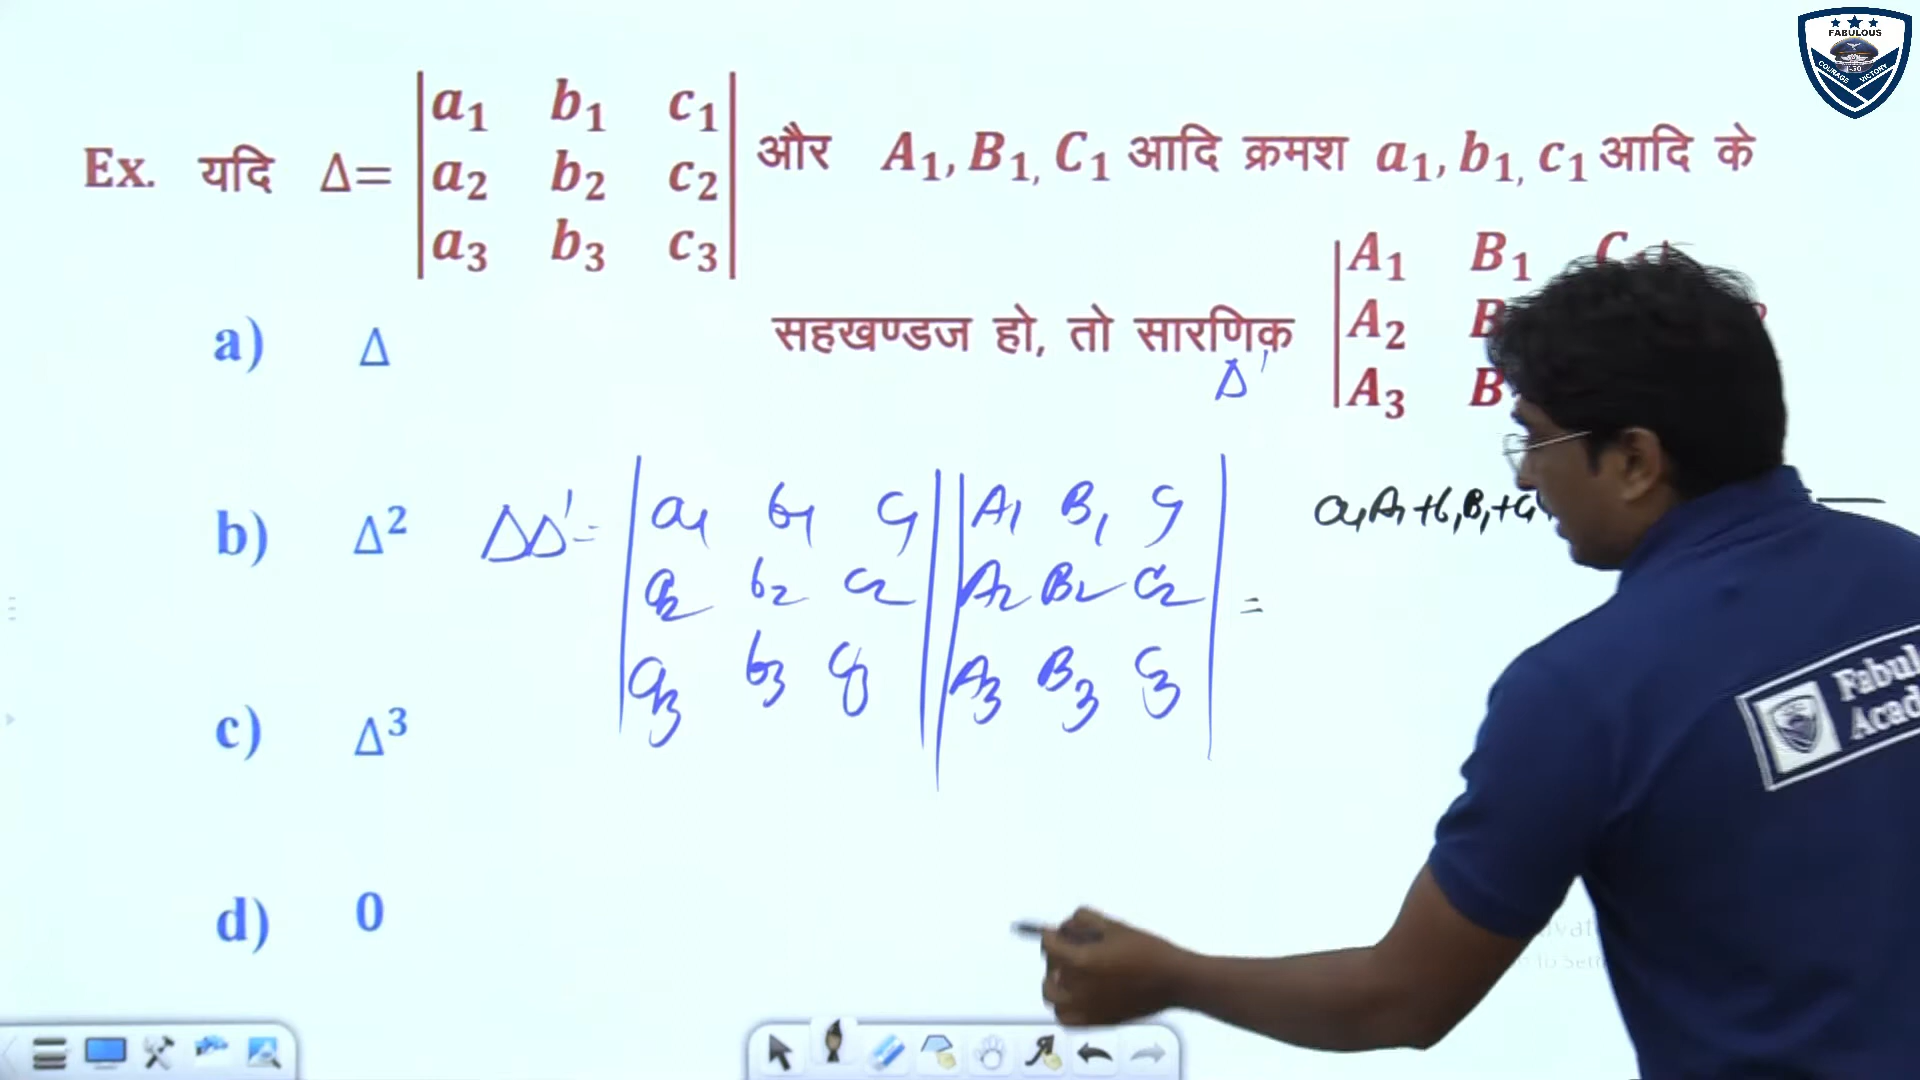 FABULOUS
COURAGE VICTORY
Ex. यदि Δ= | a₁ b₁ c₁ | और A₁, B₁, C₁ आदि क्रमश a₁, b₁, c₁ आदि के
| a₂ b₂ c₂ |
| a₃ b₃ c₃ |
सहखण्डज हो, तो सारणिक | A₁ B₁ C
| A₂ B
| A₃ B
Δ'
a) Δ
b) Δ²
c) Δ³
d) 0
ΔΔ' = | a₁ b₁ c₁ | | A₁ B₁ C₁ | = a₁A₁+b₁B₁+c₁
| a₂ b₂ c₂ | | A₂ B₂ C₂ |
| a₃ b₃ c₃ | | A₃ B₃ C₃ |
Fabul
Acad